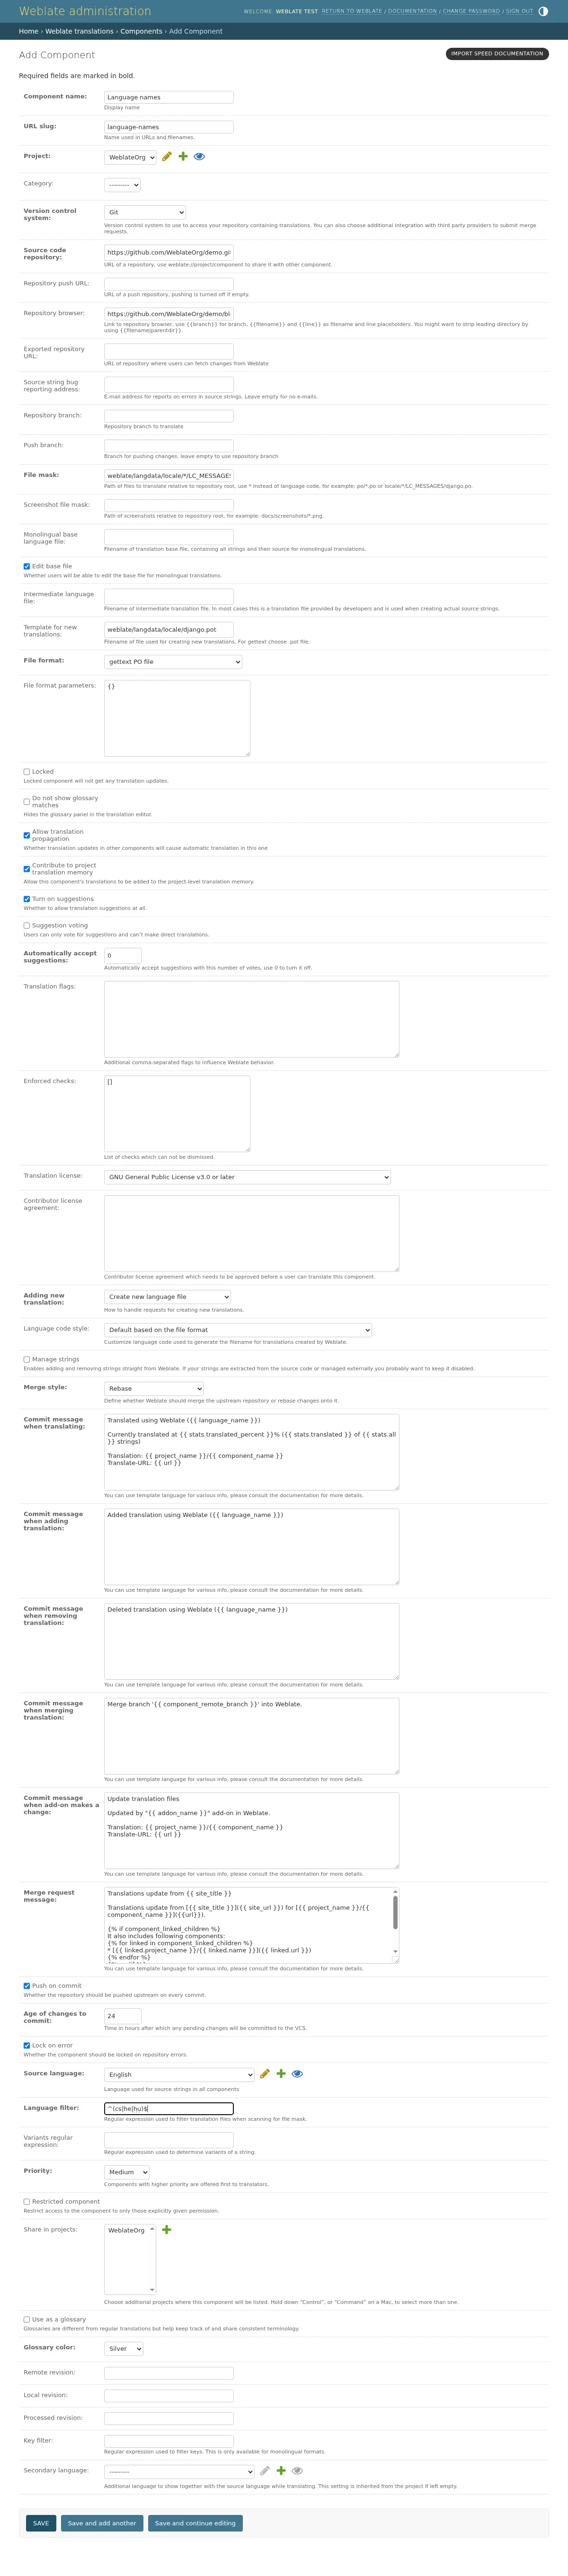 Weblate administration
WELCOME, WEBLATE TEST. RETURN TO WEBLATE / DOCUMENTATION / CHANGE PASSWORD / SIGN OUT
Home › Weblate translations › Components › Add Component
Add Component
IMPORT SPEED DOCUMENTATION
Required fields are marked in bold.
Component name:
Language names
Display name
URL slug:
language-names
Name used in URLs and filenames.
Project:
WeblateOrg
Category:
---------
Version control system:
Git
Version control system to use to access your repository containing translations. You can also choose additional integration with third party providers to submit merge requests.
Source code repository:
https://github.com/WeblateOrg/demo.gi
URL of a repository, use weblate://project/component to share it with other component.
Repository push URL:
URL of a push repository, pushing is turned off if empty.
Repository browser:
https://github.com/WeblateOrg/demo/bl
Link to repository browser, use {{branch}} for branch, {{filename}} and {{line}} as filename and line placeholders. You might want to strip leading directory by using {{filename|parentdir}}.
Exported repository URL:
URL of repository where users can fetch changes from Weblate
Source string bug reporting address:
E-mail address for reports on errors in source strings. Leave empty for no e-mails.
Repository branch:
Repository branch to translate
Push branch:
Branch for pushing changes, leave empty to use repository branch
File mask:
weblate/langdata/locale/*/LC_MESSAGES
Path of files to translate relative to repository root, use * instead of language code, for example: po/*.po or locale/*/LC_MESSAGES/django.po.
Screenshot file mask:
Path of screenshots relative to repository root, for example: docs/screenshots/*.png.
Monolingual base language file:
Filename of translation base file, containing all strings and their source for monolingual translations.
Edit base file
Whether users will be able to edit the base file for monolingual translations.
Intermediate language file:
Filename of intermediate translation file. In most cases this is a translation file provided by developers and is used when creating actual source strings.
Template for new translations:
weblate/langdata/locale/django.pot
Filename of file used for creating new translations. For gettext choose .pot file.
File format:
gettext PO file
File format parameters:
{}
Locked
Locked component will not get any translation updates.
Do not show glossary matches
Hides the glossary panel in the translation editor.
Allow translation propagation
Whether translation updates in other components will cause automatic translation in this one
Contribute to project translation memory
Allow this component's translations to be added to the project-level translation memory.
Turn on suggestions
Whether to allow translation suggestions at all.
Suggestion voting
Users can only vote for suggestions and can't make direct translations.
Automatically accept suggestions:
0
Automatically accept suggestions with this number of votes, use 0 to turn it off.
Translation flags:
Additional comma-separated flags to influence Weblate behavior.
Enforced checks:
[]
List of checks which can not be dismissed.
Translation license:
GNU General Public License v3.0 or later
Contributor license agreement:
Contributor license agreement which needs to be approved before a user can translate this component.
Adding new translation:
Create new language file
How to handle requests for creating new translations.
Language code style:
Default based on the file format
Customize language code used to generate the filename for translations created by Weblate.
Manage strings
Enables adding and removing strings straight from Weblate. If your strings are extracted from the source code or managed externally you probably want to keep it disabled.
Merge style:
Rebase
Define whether Weblate should merge the upstream repository or rebase changes onto it.
Commit message when translating:
Translated using Weblate ({{ language_name }})
Currently translated at {{ stats.translated_percent }}% ({{ stats.translated }} of {{ stats.all }} strings)
Translation: {{ project_name }}/{{ component_name }}
Translate-URL: {{ url }}
You can use template language for various info, please consult the documentation for more details.
Commit message when adding translation:
Added translation using Weblate ({{ language_name }})
You can use template language for various info, please consult the documentation for more details.
Commit message when removing translation:
Deleted translation using Weblate ({{ language_name }})
You can use template language for various info, please consult the documentation for more details.
Commit message when merging translation:
Merge branch '{{ component_remote_branch }}' into Weblate.
You can use template language for various info, please consult the documentation for more details.
Commit message when add-on makes a change:
Update translation files
Updated by "{{ addon_name }}" add-on in Weblate.
Translation: {{ project_name }}/{{ component_name }}
Translate-URL: {{ url }}
You can use template language for various info, please consult the documentation for more details.
Merge request message:
Translations update from {{ site_title }}
Translations update from [{{ site_title }}]({{ site_url }}) for [{{ project_name }}/{{ component_name }}]({{url}}).
{% if component_linked_children %}
It also includes following components:
{% for linked in component_linked_children %}
* [{{ linked.project_name }}/{{ linked.name }}]({{ linked.url }})
{% endfor %}
You can use template language for various info, please consult the documentation for more details.
Push on commit
Whether the repository should be pushed upstream on every commit.
Age of changes to commit:
24
Time in hours after which any pending changes will be committed to the VCS.
Lock on error
Whether the component should be locked on repository errors.
Source language:
English
Language used for source strings in all components
Language filter:
^(cs|he|hu)$
Regular expression used to filter translation files when scanning for file mask.
Variants regular expression:
Regular expression used to determine variants of a string.
Priority:
Medium
Components with higher priority are offered first to translators.
Restricted component
Restrict access to the component to only those explicitly given permission.
Share in projects:
WeblateOrg
Choose additional projects where this component will be listed. Hold down “Control”, or “Command” on a Mac, to select more than one.
Use as a glossary
Glossaries are different from regular translations but help keep track of and share consistent terminology.
Glossary color:
Silver
Remote revision:
Local revision:
Processed revision:
Key filter:
Regular expression used to filter keys. This is only available for monolingual formats.
Secondary language:
---------
Additional language to show together with the source language while translating. This setting is inherited from the project if left empty.
SAVE
Save and add another
Save and continue editing